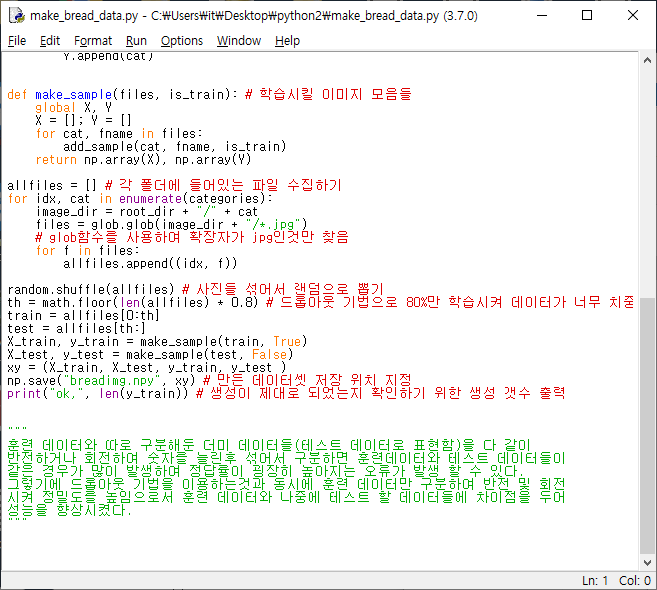 make_bread_data.py - C:₩Users₩it₩Desktop₩python2₩make_bread_data.py (3.7.0)
File Edit Format Run Options Window Help
Y.append(cat)
def make_sample(files, is_train): # 학습시킬 이미지 모음들
global X, Y
X = []; Y = []
for cat, fname in files:
add_sample(cat, fname, is_train)
return np.array(X), np.array(Y)
allfiles = [] # 각 폴더에 들어있는 파일 수집하기
for idx, cat in enumerate(categories):
image_dir = root_dir + "/" + cat
files = glob.glob(image_dir + "/*.jpg")
# glob함수를 사용하여 확장자가 jpg인것만 찾음
for f in files:
allfiles.append((idx, f))
random.shuffle(allfiles) # 사진들 섞어서 랜덤으로 뽑기
th = math.floor(len(allfiles) * 0.8) # 드롭아웃 기법으로 80%만 학습시켜 데이터가 너무 치중
train = allfiles[0:th]
test = allfiles[th:]
X_train, y_train = make_sample(train, True)
X_test, y_test = make_sample(test, False)
xy = (X_train, X_test, y_train, y_test )
np.save("breadimg.npy", xy) # 만든 데이터셋 저장 위치 지정
print("ok,", len(y_train)) # 생성이 제대로 되었는지 확인하기 위한 생성 갯수 출력
"""
훈련 데이터와 따로 구분해둔 더미 데이터들(테스트 데이터로 표현함)을 다 같이
반전하거나 회전하여 숫자를 늘린후 섞어서 구분하면 훈련데이터와 테스트 데이터들이
같은 경우가 많이 발생하여 정답률이 굉장히 높아지는 오류가 발생 할 수 있다.
그렇기에 드롭아웃 기법을 이용하는것과 동시에 훈련 데이터만 구분하여 반전 및 회전
시켜 정밀도를 높임으로서 훈련 데이터와 나중에 테스트 할 데이터들에 차이점을 두어
성능을 향상시켰다.
"""
Ln: 1 Col: 0